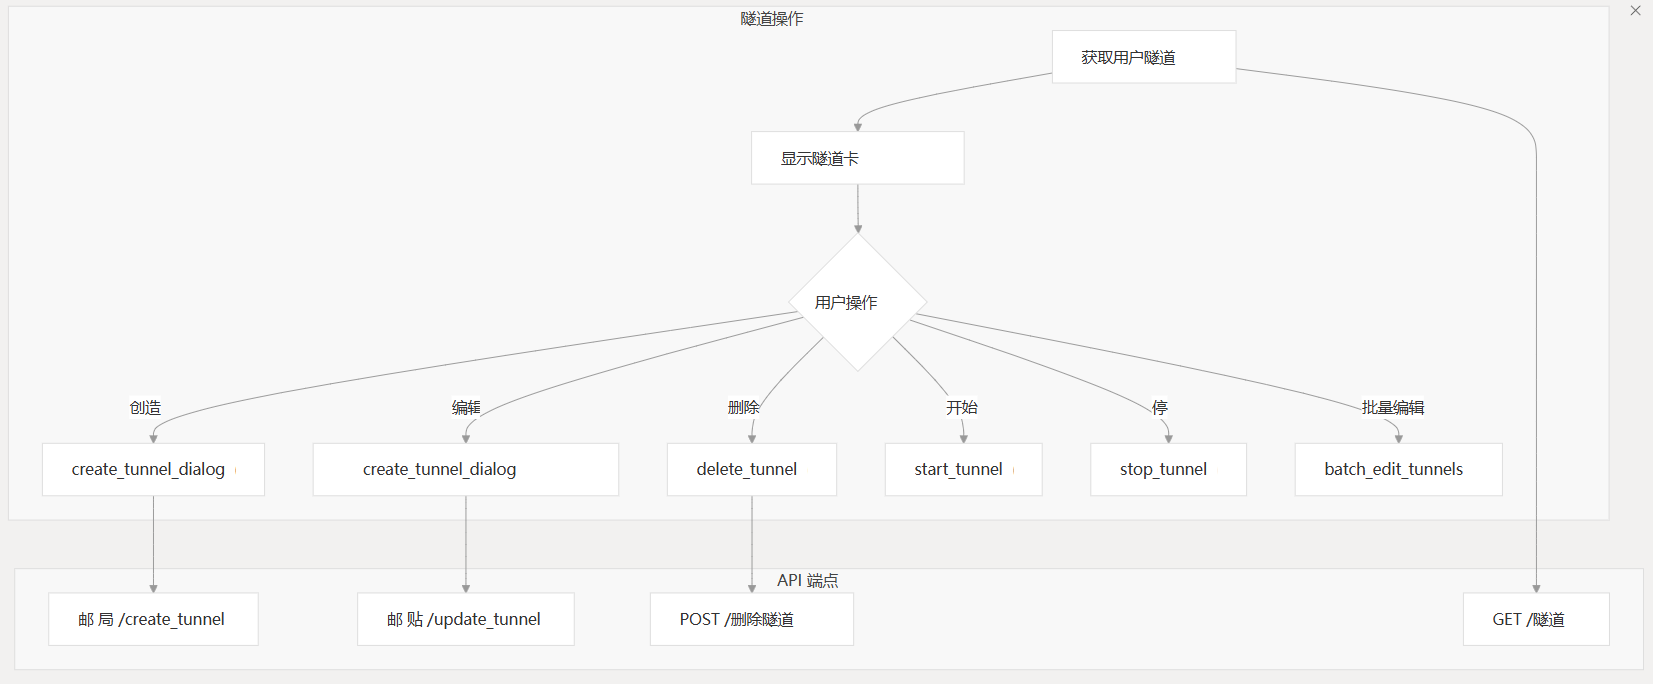 隧道操作
获取用户隧道
显示隧道卡
用户操作
创造
编辑
删除
开始
停
批量编辑
create_tunnel_dialog
create_tunnel_dialog
delete_tunnel
start_tunnel
stop_tunnel
batch_edit_tunnels
API 端点
邮 局 /create_tunnel
邮 贴 /update_tunnel
POST /删除隧道
GET /隧道